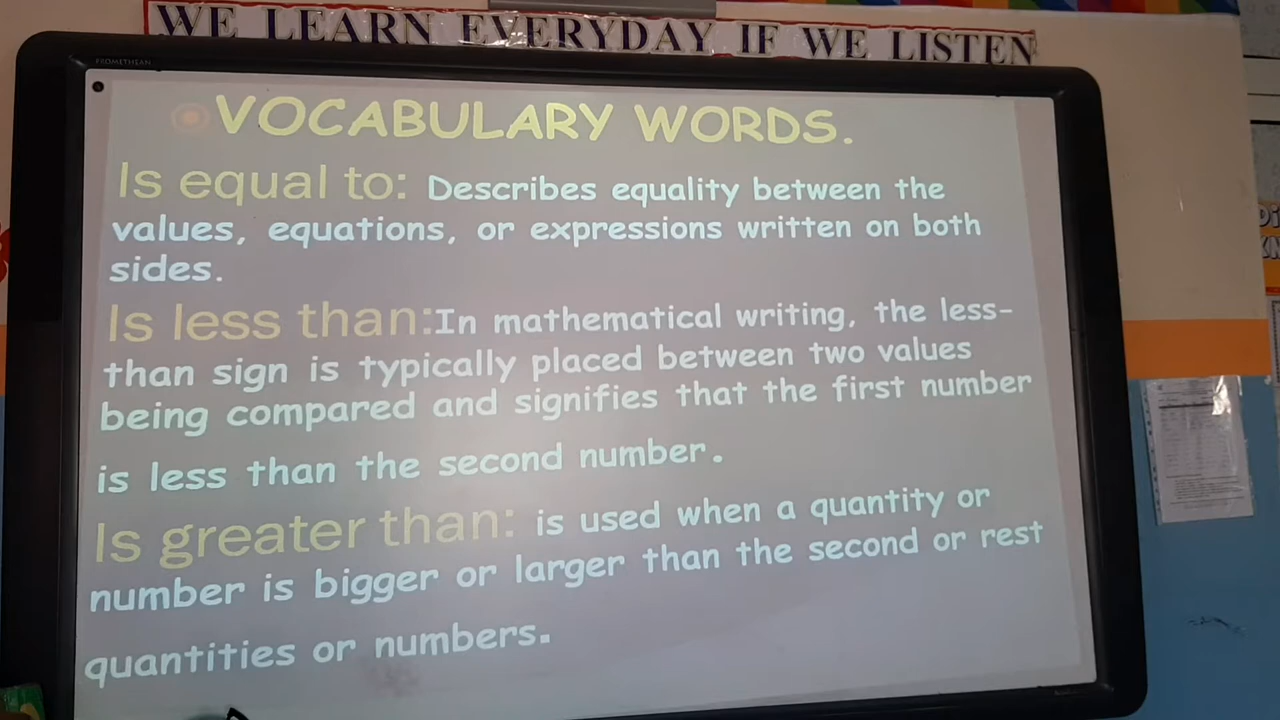 WE LEARN EVERYDAY IF WE LISTEN
PROMETHEAN
VOCABULARY WORDS.
Is equal to: Describes equality between the
values, equations, or expressions written on both
sides.
Is less than:In mathematical writing, the less-
than sign is typically placed between two values
being compared and signifies that the first number
is less than the second number.
Is greater than: is used when a quantity or
number is bigger or larger than the second or rest
quantities or numbers.